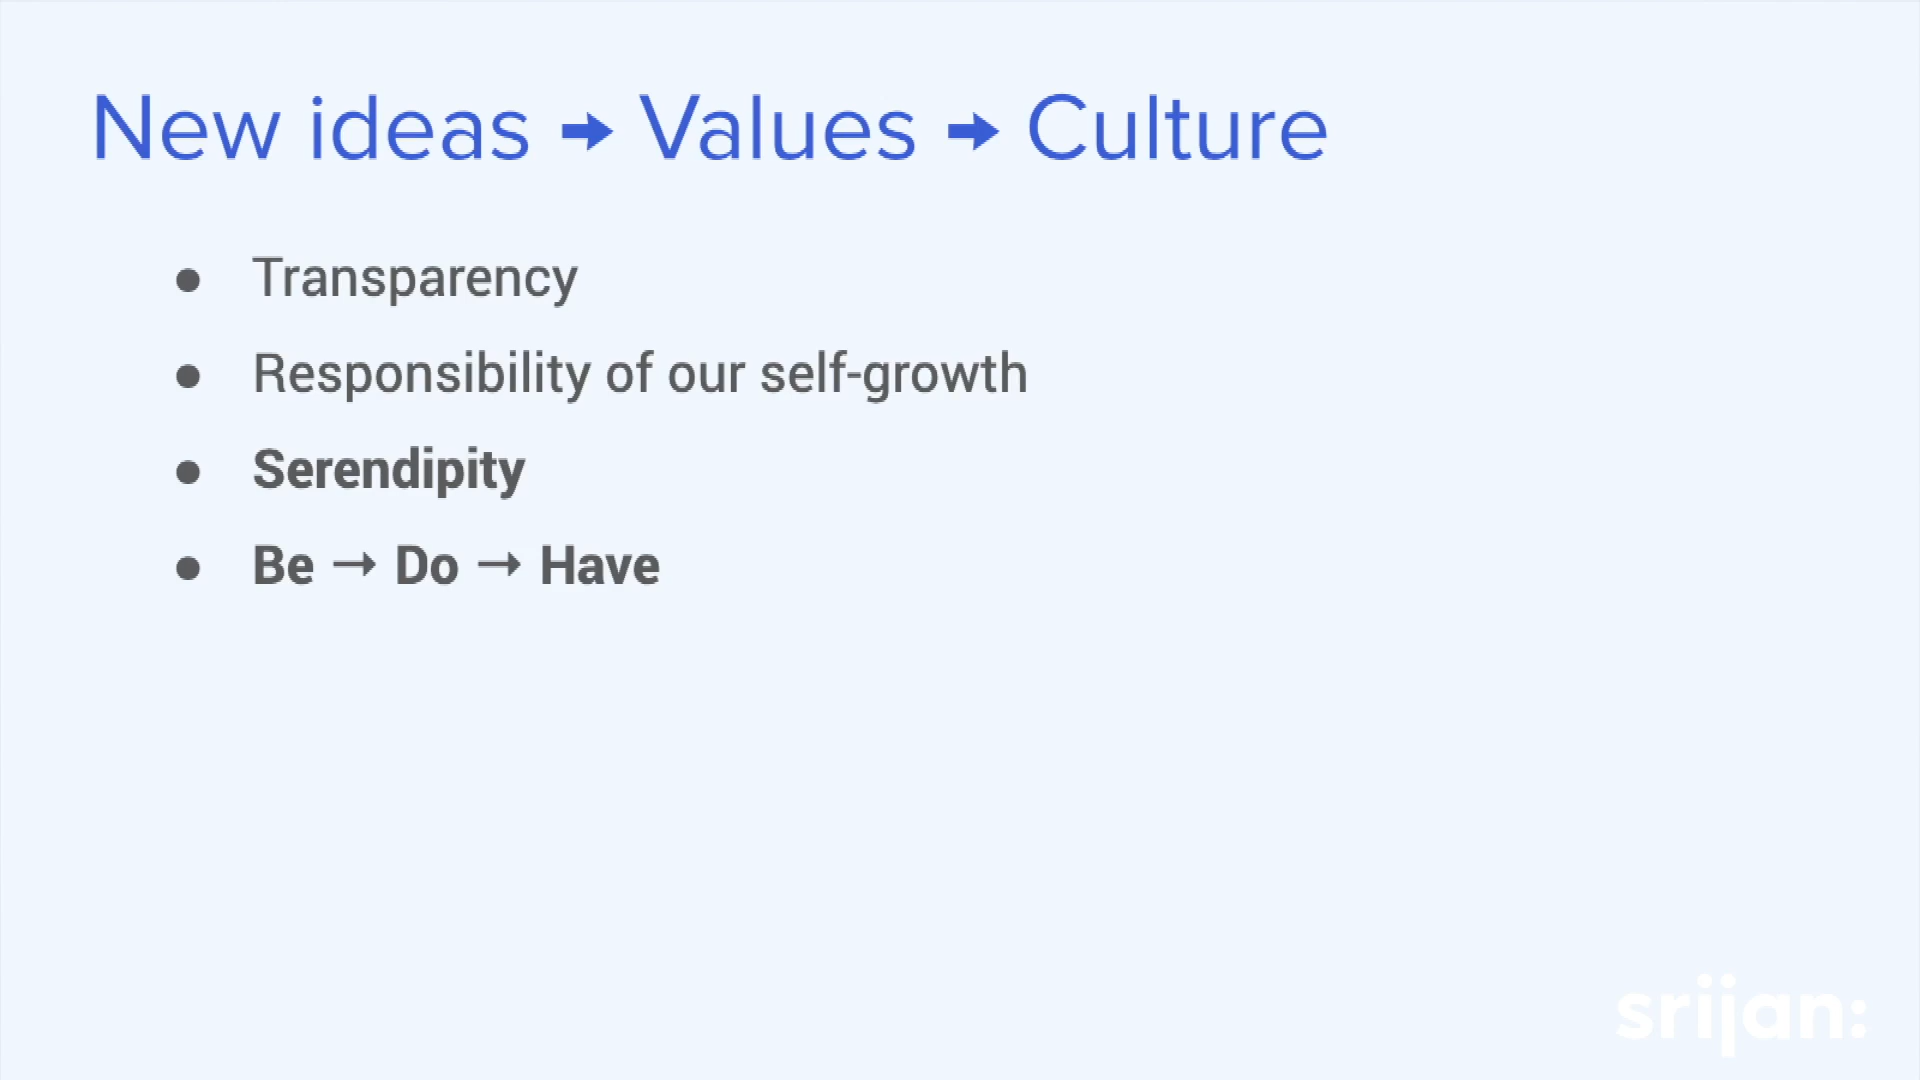 New ideas → Values → Culture
● Transparency
● Responsibility of our self-growth
● Serendipity
● Be → Do → Have
srijan: